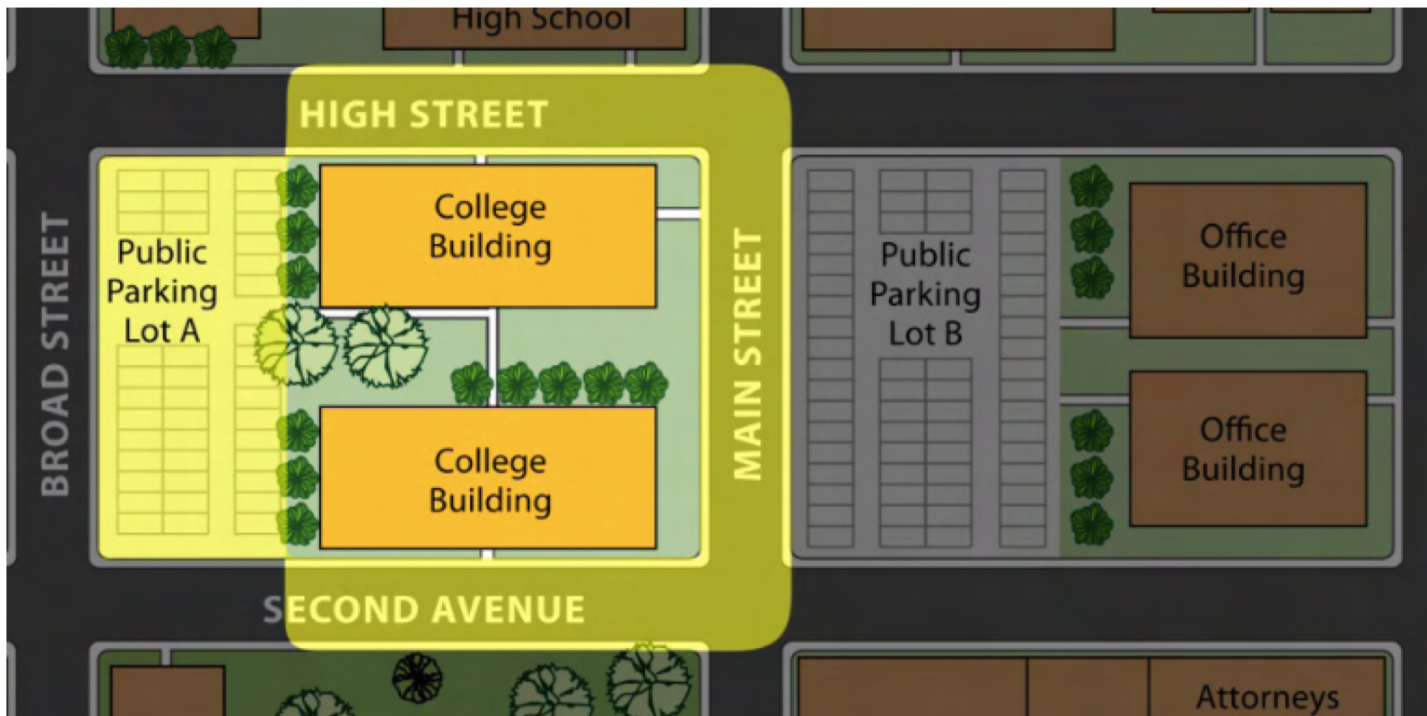 High School
HIGH STREET
College
Building
Public
Parking
Lot A
BROAD STREET
MAIN STREET
Public
Parking
Lot B
Office
Building
College
Building
Office
Building
SECOND AVENUE
Attorneys